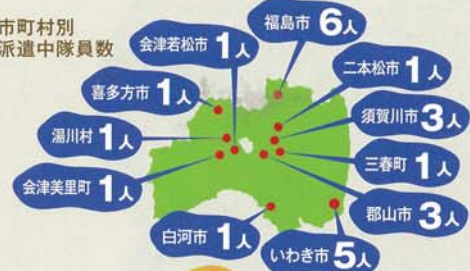 市町村別
派遣中隊員数
福島市 6人
会津若松市 1人
二本松市 1人
喜多方市 1人
須賀川市 3人
湯川村 1人
三春町 1人
会津美里町 1人
郡山市 3人
白河市 1人
いわき市 5人